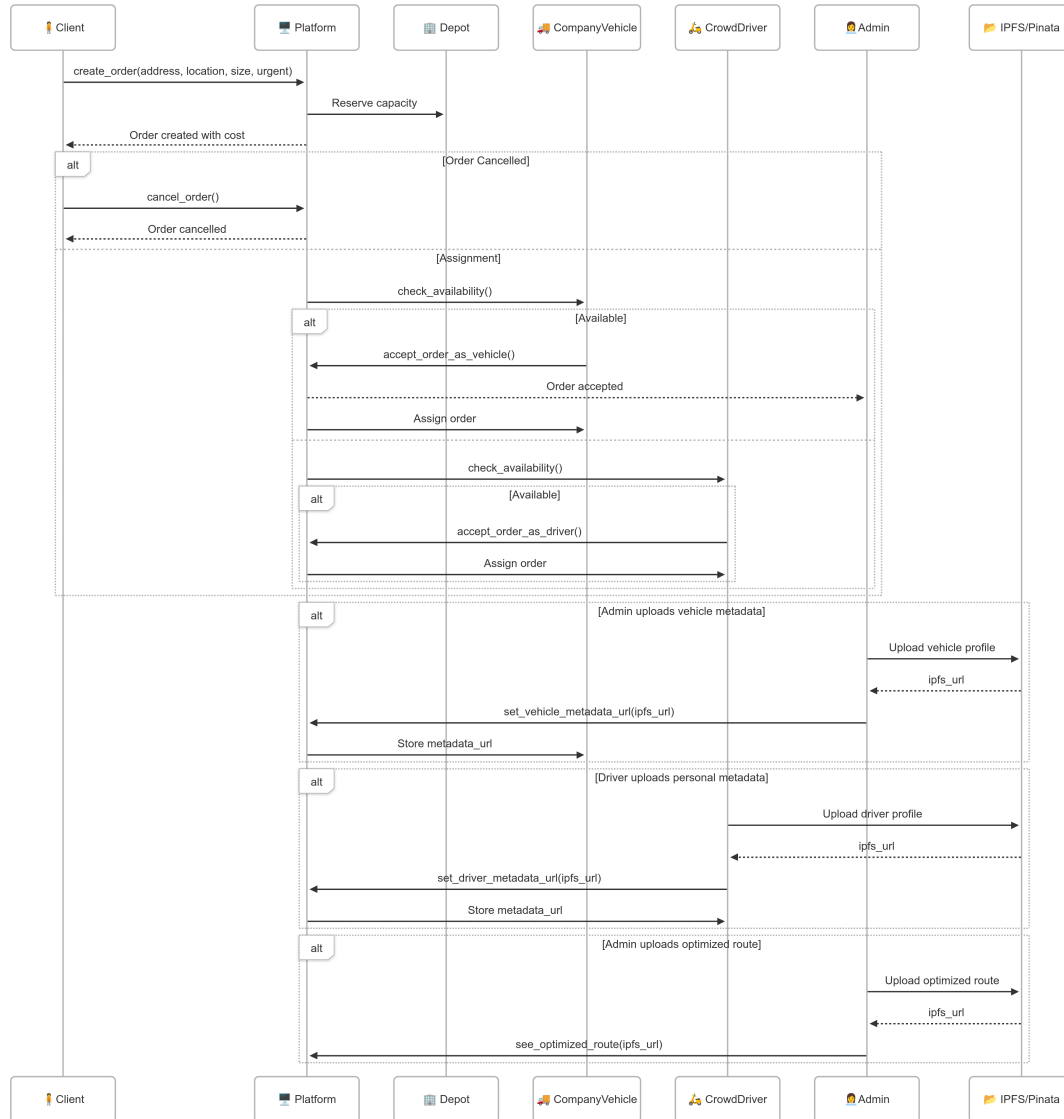 Client
Platform
Depot
CompanyVehicle
CrowdDriver
Admin
IPFS/Pinata
create_order(address, location, size, urgent)
Reserve capacity
Order created with cost
alt
[Order Cancelled]
cancel_order()
Order cancelled
[Assignment]
check_availability()
alt
[Available]
accept_order_as_vehicle()
Order accepted
Assign order
check_availability()
alt
[Available]
accept_order_as_driver()
Assign order
alt
[Admin uploads vehicle metadata]
Upload vehicle profile
ipfs_url
set_vehicle_metadata_url(ipfs_url)
Store metadata_url
alt
[Driver uploads personal metadata]
Upload driver profile
ipfs_url
set_driver_metadata_url(ipfs_url)
Store metadata_url
alt
[Admin uploads optimized route]
Upload optimized route
ipfs_url
see_optimized_route(ipfs_url)
Client
Platform
Depot
CompanyVehicle
CrowdDriver
Admin
IPFS/Pinata